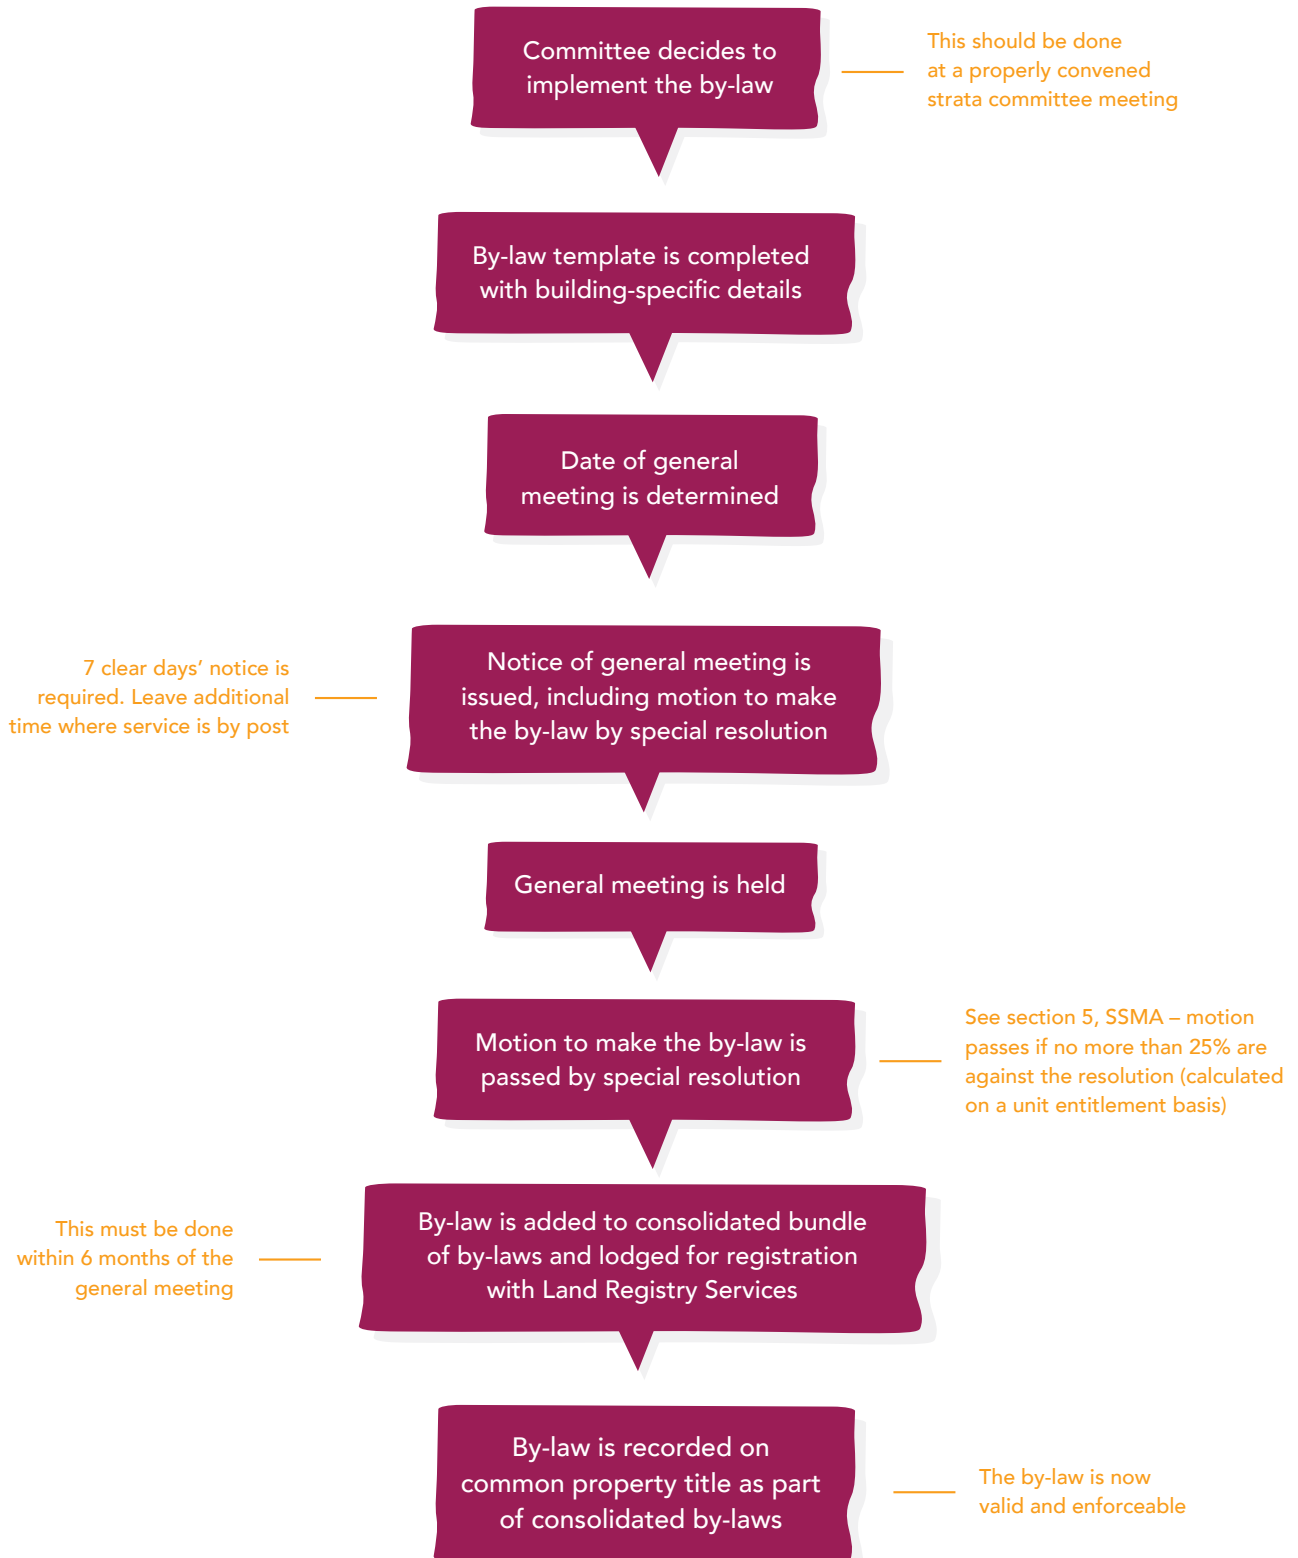 Committee decides to
implement the by-law
This should be done
at a properly convened
strata committee meeting
By-law template is completed
with building-specific details
Date of general
meeting is determined
7 clear days’ notice is
required. Leave additional
time where service is by post
Notice of general meeting is
issued, including motion to make
the by-law by special resolution
General meeting is held
Motion to make the by-law is
passed by special resolution
See section 5, SSMA – motion
passes if no more than 25% are
against the resolution (calculated
on a unit entitlement basis)
This must be done
within 6 months of the
general meeting
By-law is added to consolidated bundle
of by-laws and lodged for registration
with Land Registry Services
By-law is recorded on
common property title as part
of consolidated by-laws
The by-law is now
valid and enforceable